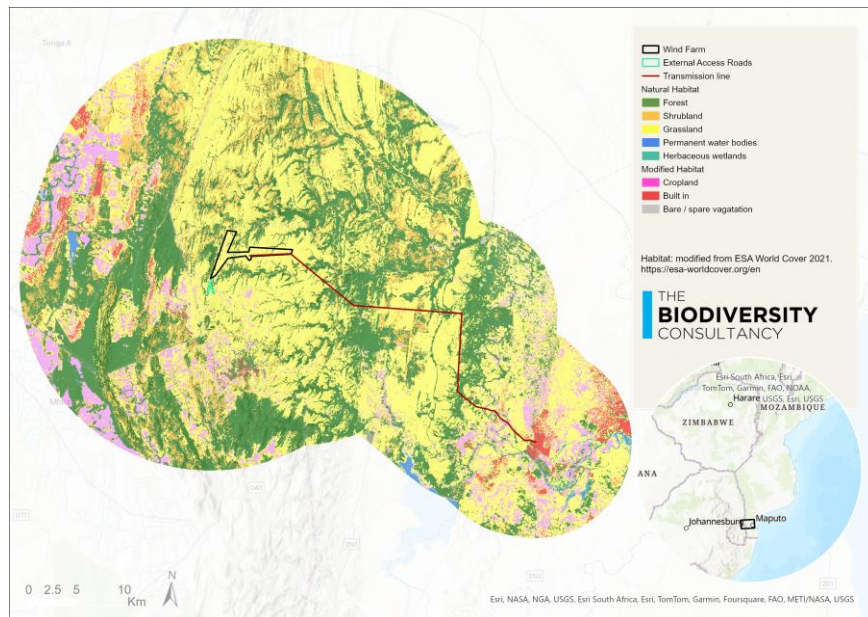 Tonga A
Wind Farm
External Access Roads
Transmission line
Natural Habitat
Forest
Shrubland
Grassland
Permanent water bodies
Herbaceous wetlands
Modified Habitat
Cropland
Built in
Bare / spare vagatation
Habitat: modified from ESA World Cover 2021.
https://esa-worldcover.org/en
THE
BIODIVERSITY
CONSULTANCY
Esri South Africa, Esri,
TomTom, Garmin, FAO, NOAA,
Harare USGS, Esri, USGS
MOZAMBIQUE
ZIMBABWE
ANA
Johannesburg
Maputo
EN3
EN3
0 2.5 5 10
Km
N
Esri, NASA, NGA, USGS, Esri South Africa, Esri, TomTom, Garmin, Foursquare, FAO, METI/NASA, USGS